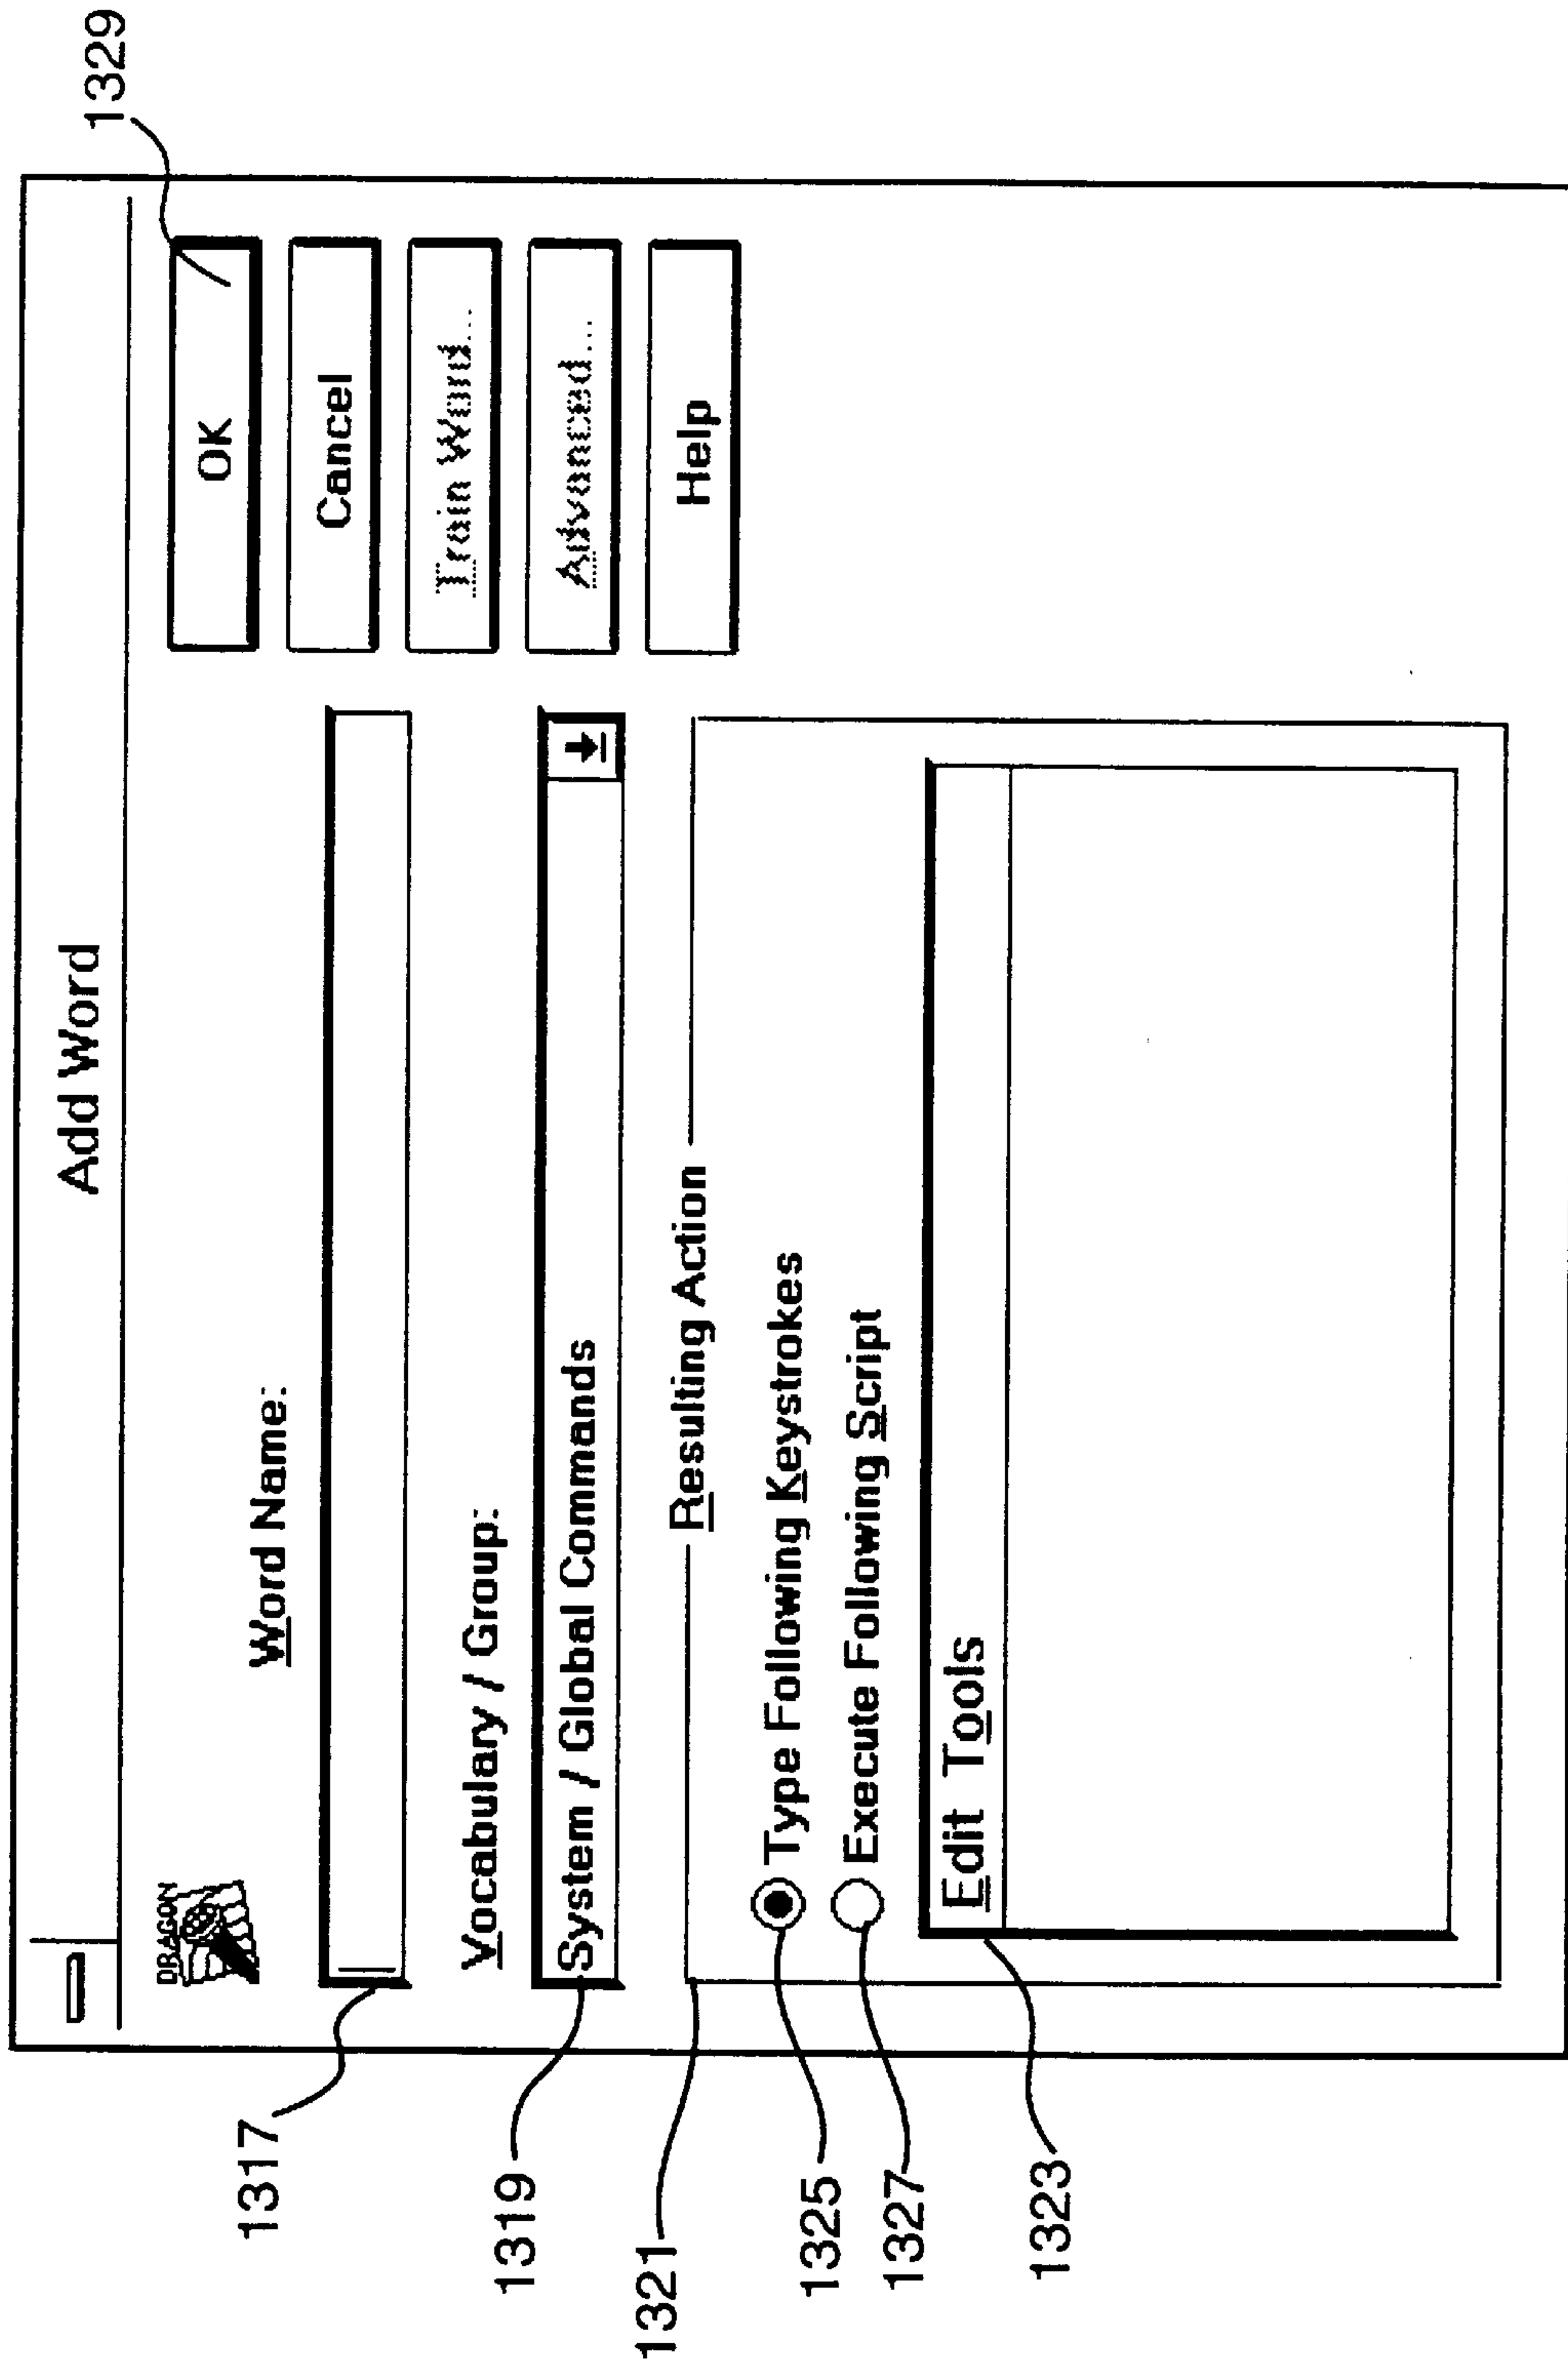 Add Word
1329
DRAGON
Word Name:
OK
1317
Cancel
Vocabulary / Group:
Train Word...
1319
System / Global Commands
Advanced...
1321
Resulting Action
Help
1325
Type Following Keystrokes
1327
Execute Following Script
1323
Edit Tools